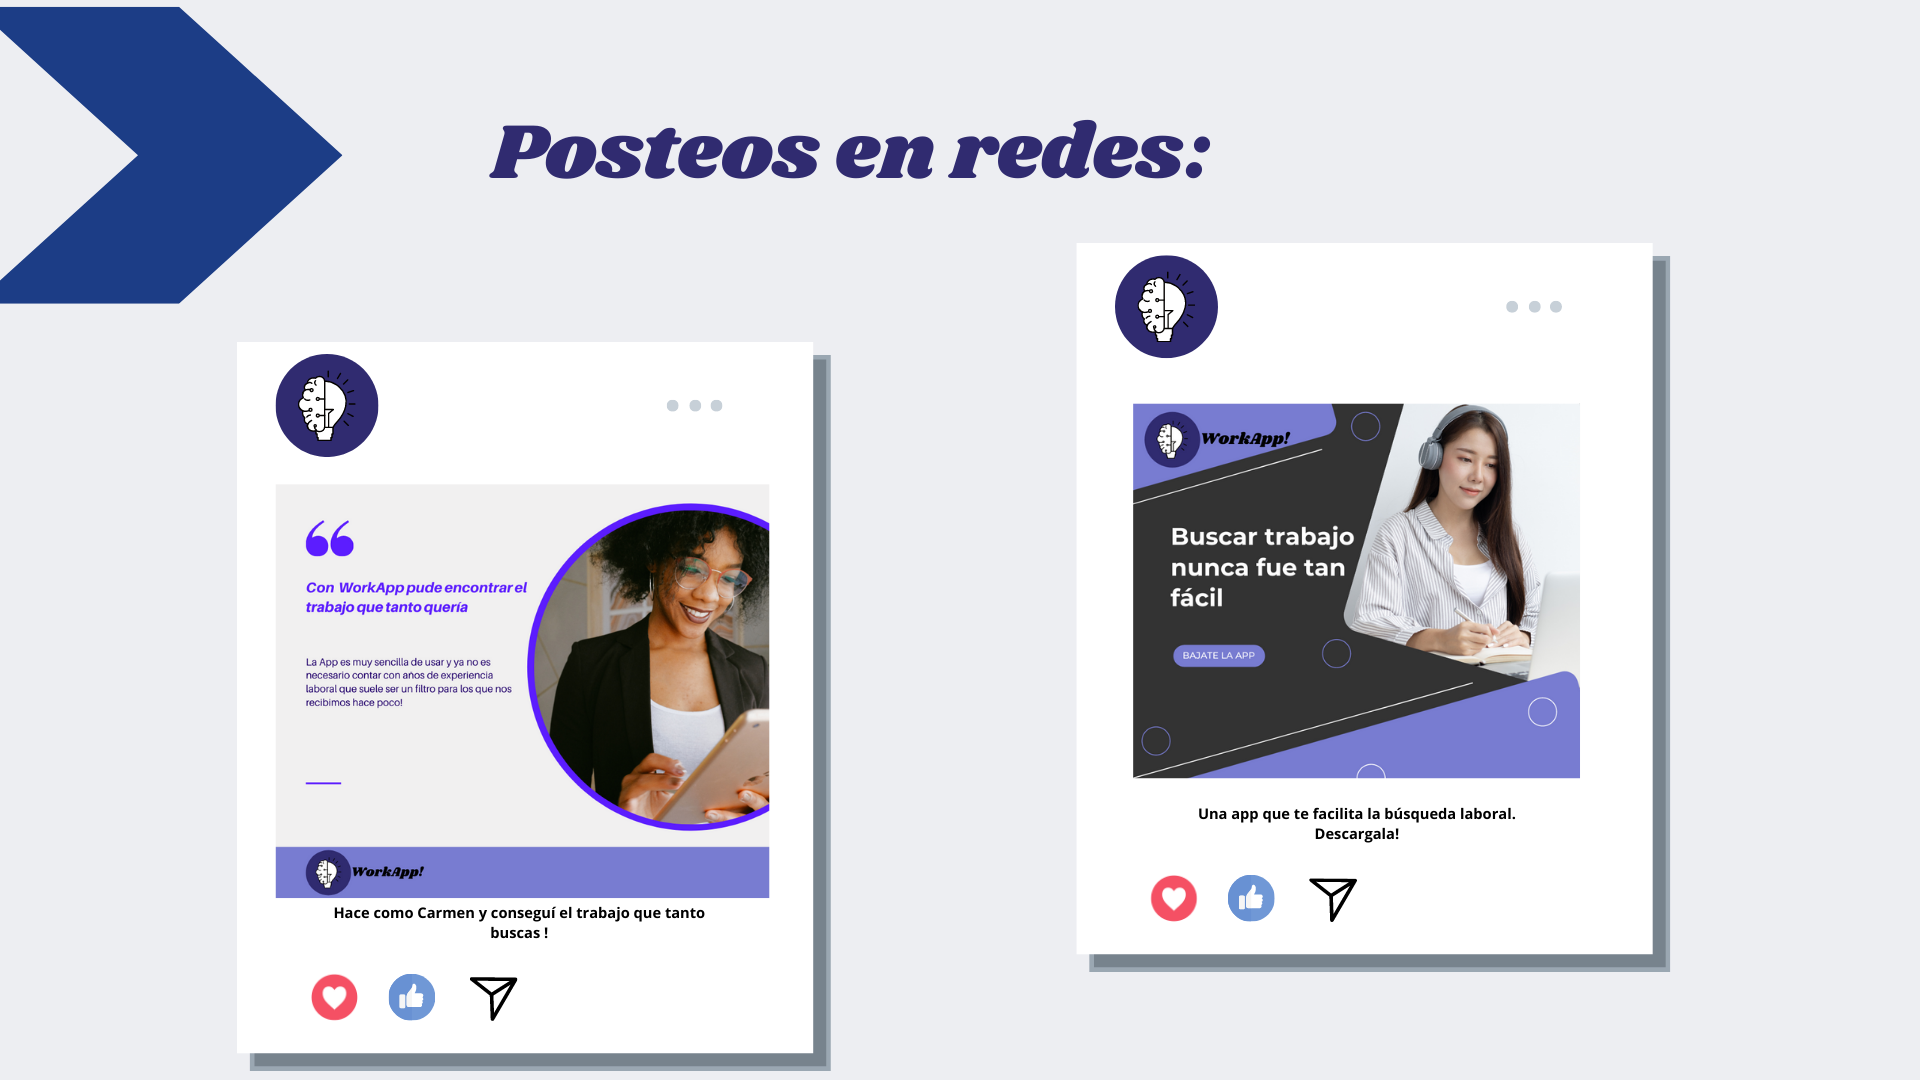 Posteos en redes:
Con WorkApp pude encontrar el
trabajo que tanto quería
La App es muy sencilla de usar y ya no es
necesario contar con años de experiencia
laboral que suele ser un filtro para los que nos
recibimos hace poco!
WorkApp!
Hace como Carmen y conseguí el trabajo que tanto
buscas !
WorkApp!
Buscar trabajo
nunca fue tan
fácil
BAJATE LA APP
Una app que te facilita la búsqueda laboral.
Descargala!